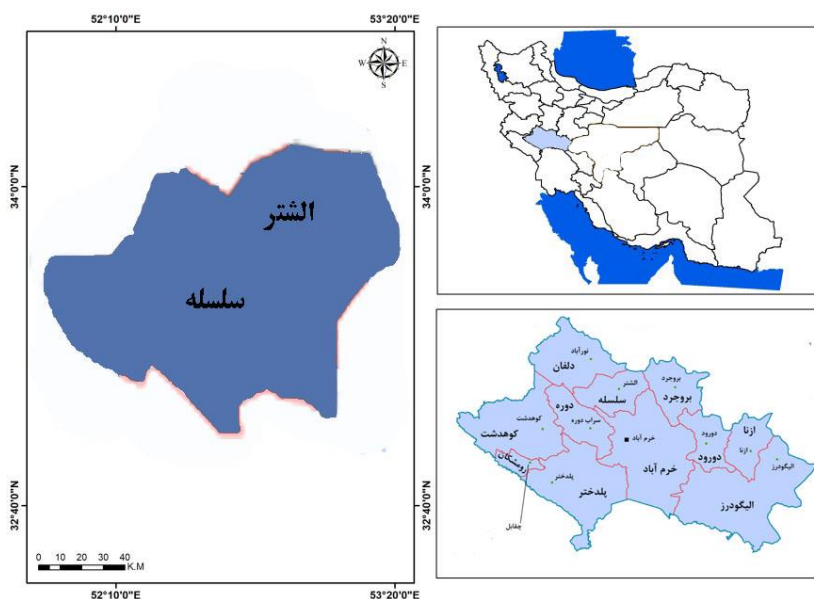 52°10'0"E
53°20'0"E
N
W E
S
34°0'0"N
34°0'0"N
الشتر
سلسله
32°40'0"N
32°40'0"N
0 5 10 20 30 40
K.M
52°10'0"E
53°20'0"E
نورآباد
دلفان
الشتر
سلسله
بروجرد
بروجرد
دوره
سراب دوره
کوهدشت
کوهدشت
خرم آباد
خرم آباد
دورود
دورود
ازنا
ازنا
الیگودرز
الیگودرز
رومشکان
چقابل
پلدختر
پلدختر